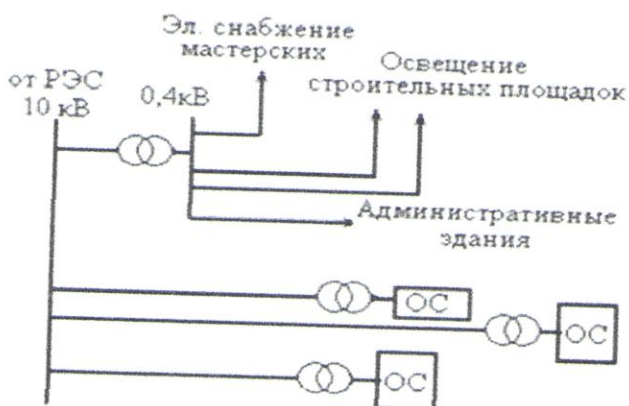 Эл. снабжение
мастерских
Освещение
строительных площадок
от РЭС
10 кВ
0,4кВ
Административные
здания
ОС
ОС
ОС